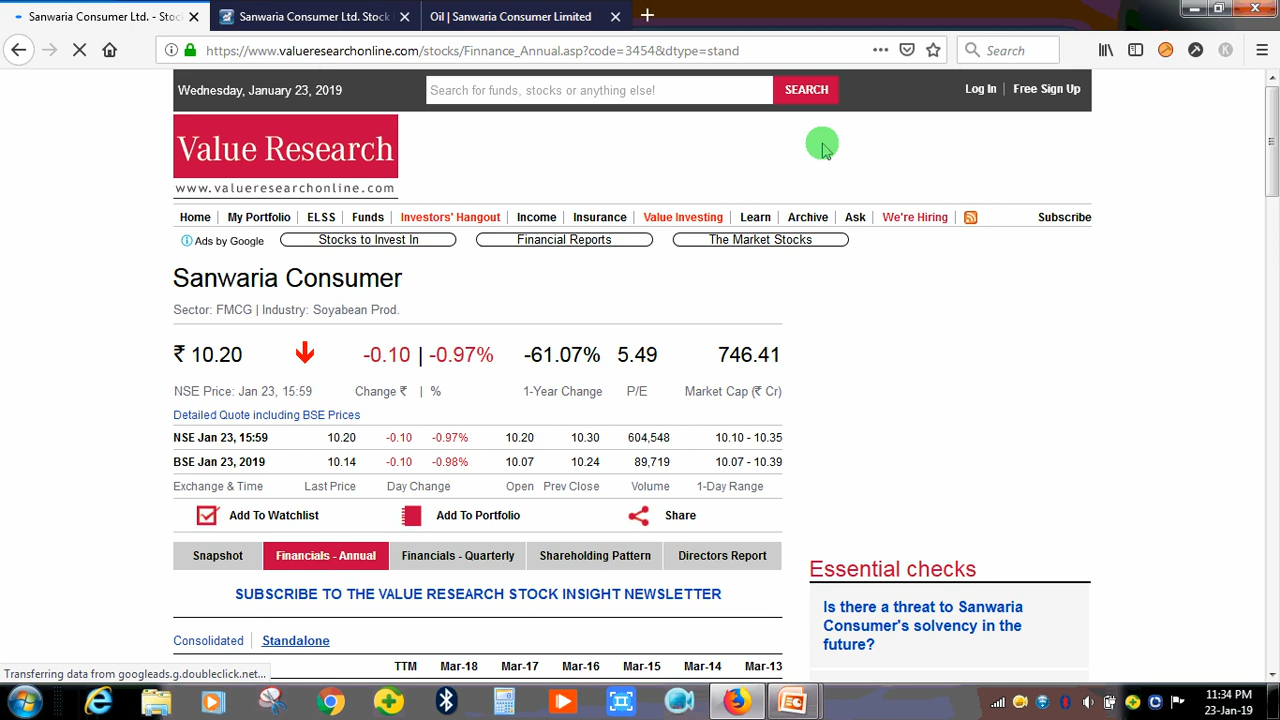 Sanwaria Consumer Ltd. - Stock
Sanwaria Consumer Ltd. Stock
Oil | Sanwaria Consumer Limited
https://www.valueresearchonline.com/stocks/Finnance_Annual.asp?code=3454&dtype=stand
Search
Wednesday, January 23, 2019
Search for funds, stocks or anything else!
SEARCH
Log In | Free Sign Up
Value Research
www.valueresearchonline.com
Home | My Portfolio | ELSS | Funds | Investors' Hangout | Income | Insurance | Value Investing | Learn | Archive | Ask | We're Hiring | Subscribe
Ads by Google Stocks to Invest In Financial Reports The Market Stocks
Sanwaria Consumer
Sector: FMCG | Industry: Soyabean Prod.
₹ 10.20 -0.10 | -0.97% -61.07% 5.49 746.41
NSE Price: Jan 23, 15:59 Change ₹ | % 1-Year Change P/E Market Cap (₹ Cr)
Detailed Quote including BSE Prices
NSE Jan 23, 15:59 10.20 -0.10 -0.97% 10.20 10.30 604,548 10.10 - 10.35
BSE Jan 23, 2019 10.14 -0.10 -0.98% 10.07 10.24 89,719 10.07 - 10.39
Exchange & Time Last Price Day Change Open Prev Close Volume 1-Day Range
Add To Watchlist Add To Portfolio Share
Snapshot Financials - Annual Financials - Quarterly Shareholding Pattern Directors Report
SUBSCRIBE TO THE VALUE RESEARCH STOCK INSIGHT NEWSLETTER
Consolidated | Standalone
TTM Mar-18 Mar-17 Mar-16 Mar-15 Mar-14 Mar-13
Essential checks
Is there a threat to Sanwaria
Consumer's solvency in the
future?
Transferring data from googleads.g.doubleclick.net...
11:34 PM
23-Jan-19